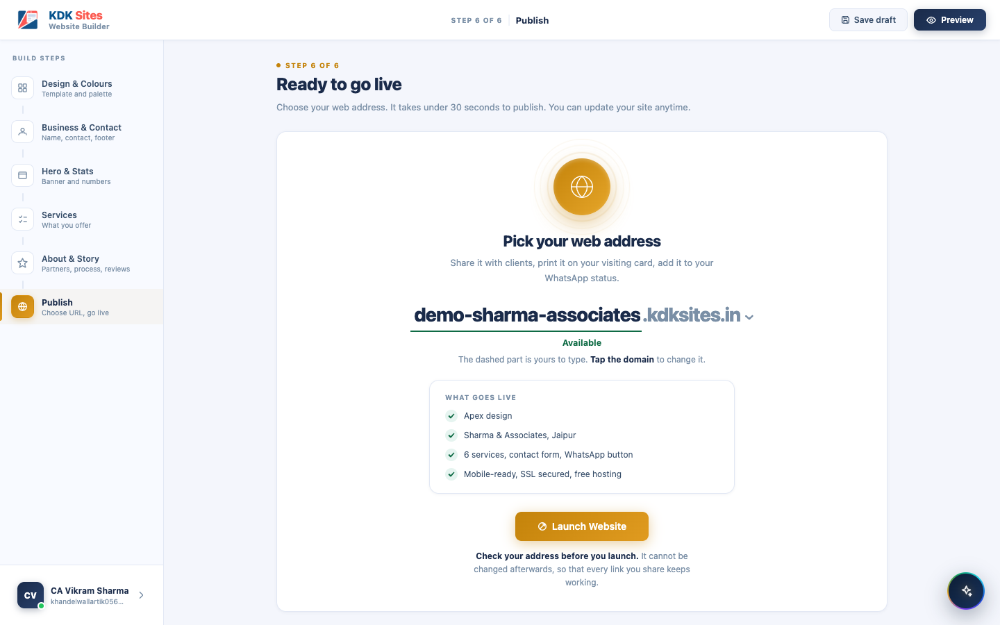 KDK Sites
Website Builder
STEP 6 OF 6
Publish
Save draft
Preview
BUILD STEPS
Design & Colours
Template and palette
Business & Contact
Name, contact, footer
Hero & Stats
Banner and numbers
Services
What you offer
About & Story
Partners, process, reviews
Publish
Choose URL, go live
CV
CA Vikram Sharma
khandelwallartik056...
STEP 6 OF 6
Ready to go live
Choose your web address. It takes under 30 seconds to publish. You can update your site anytime.
Pick your web address
Share it with clients, print it on your visiting card, add it to your
WhatsApp status.
demo-sharma-associates.kdksites.in
Available
The dashed part is yours to type. Tap the domain to change it.
WHAT GOES LIVE
Apex design
Sharma & Associates, Jaipur
6 services, contact form, WhatsApp button
Mobile-ready, SSL secured, free hosting
Launch Website
Check your address before you launch. It cannot be
changed afterwards, so that every link you share keeps
working.